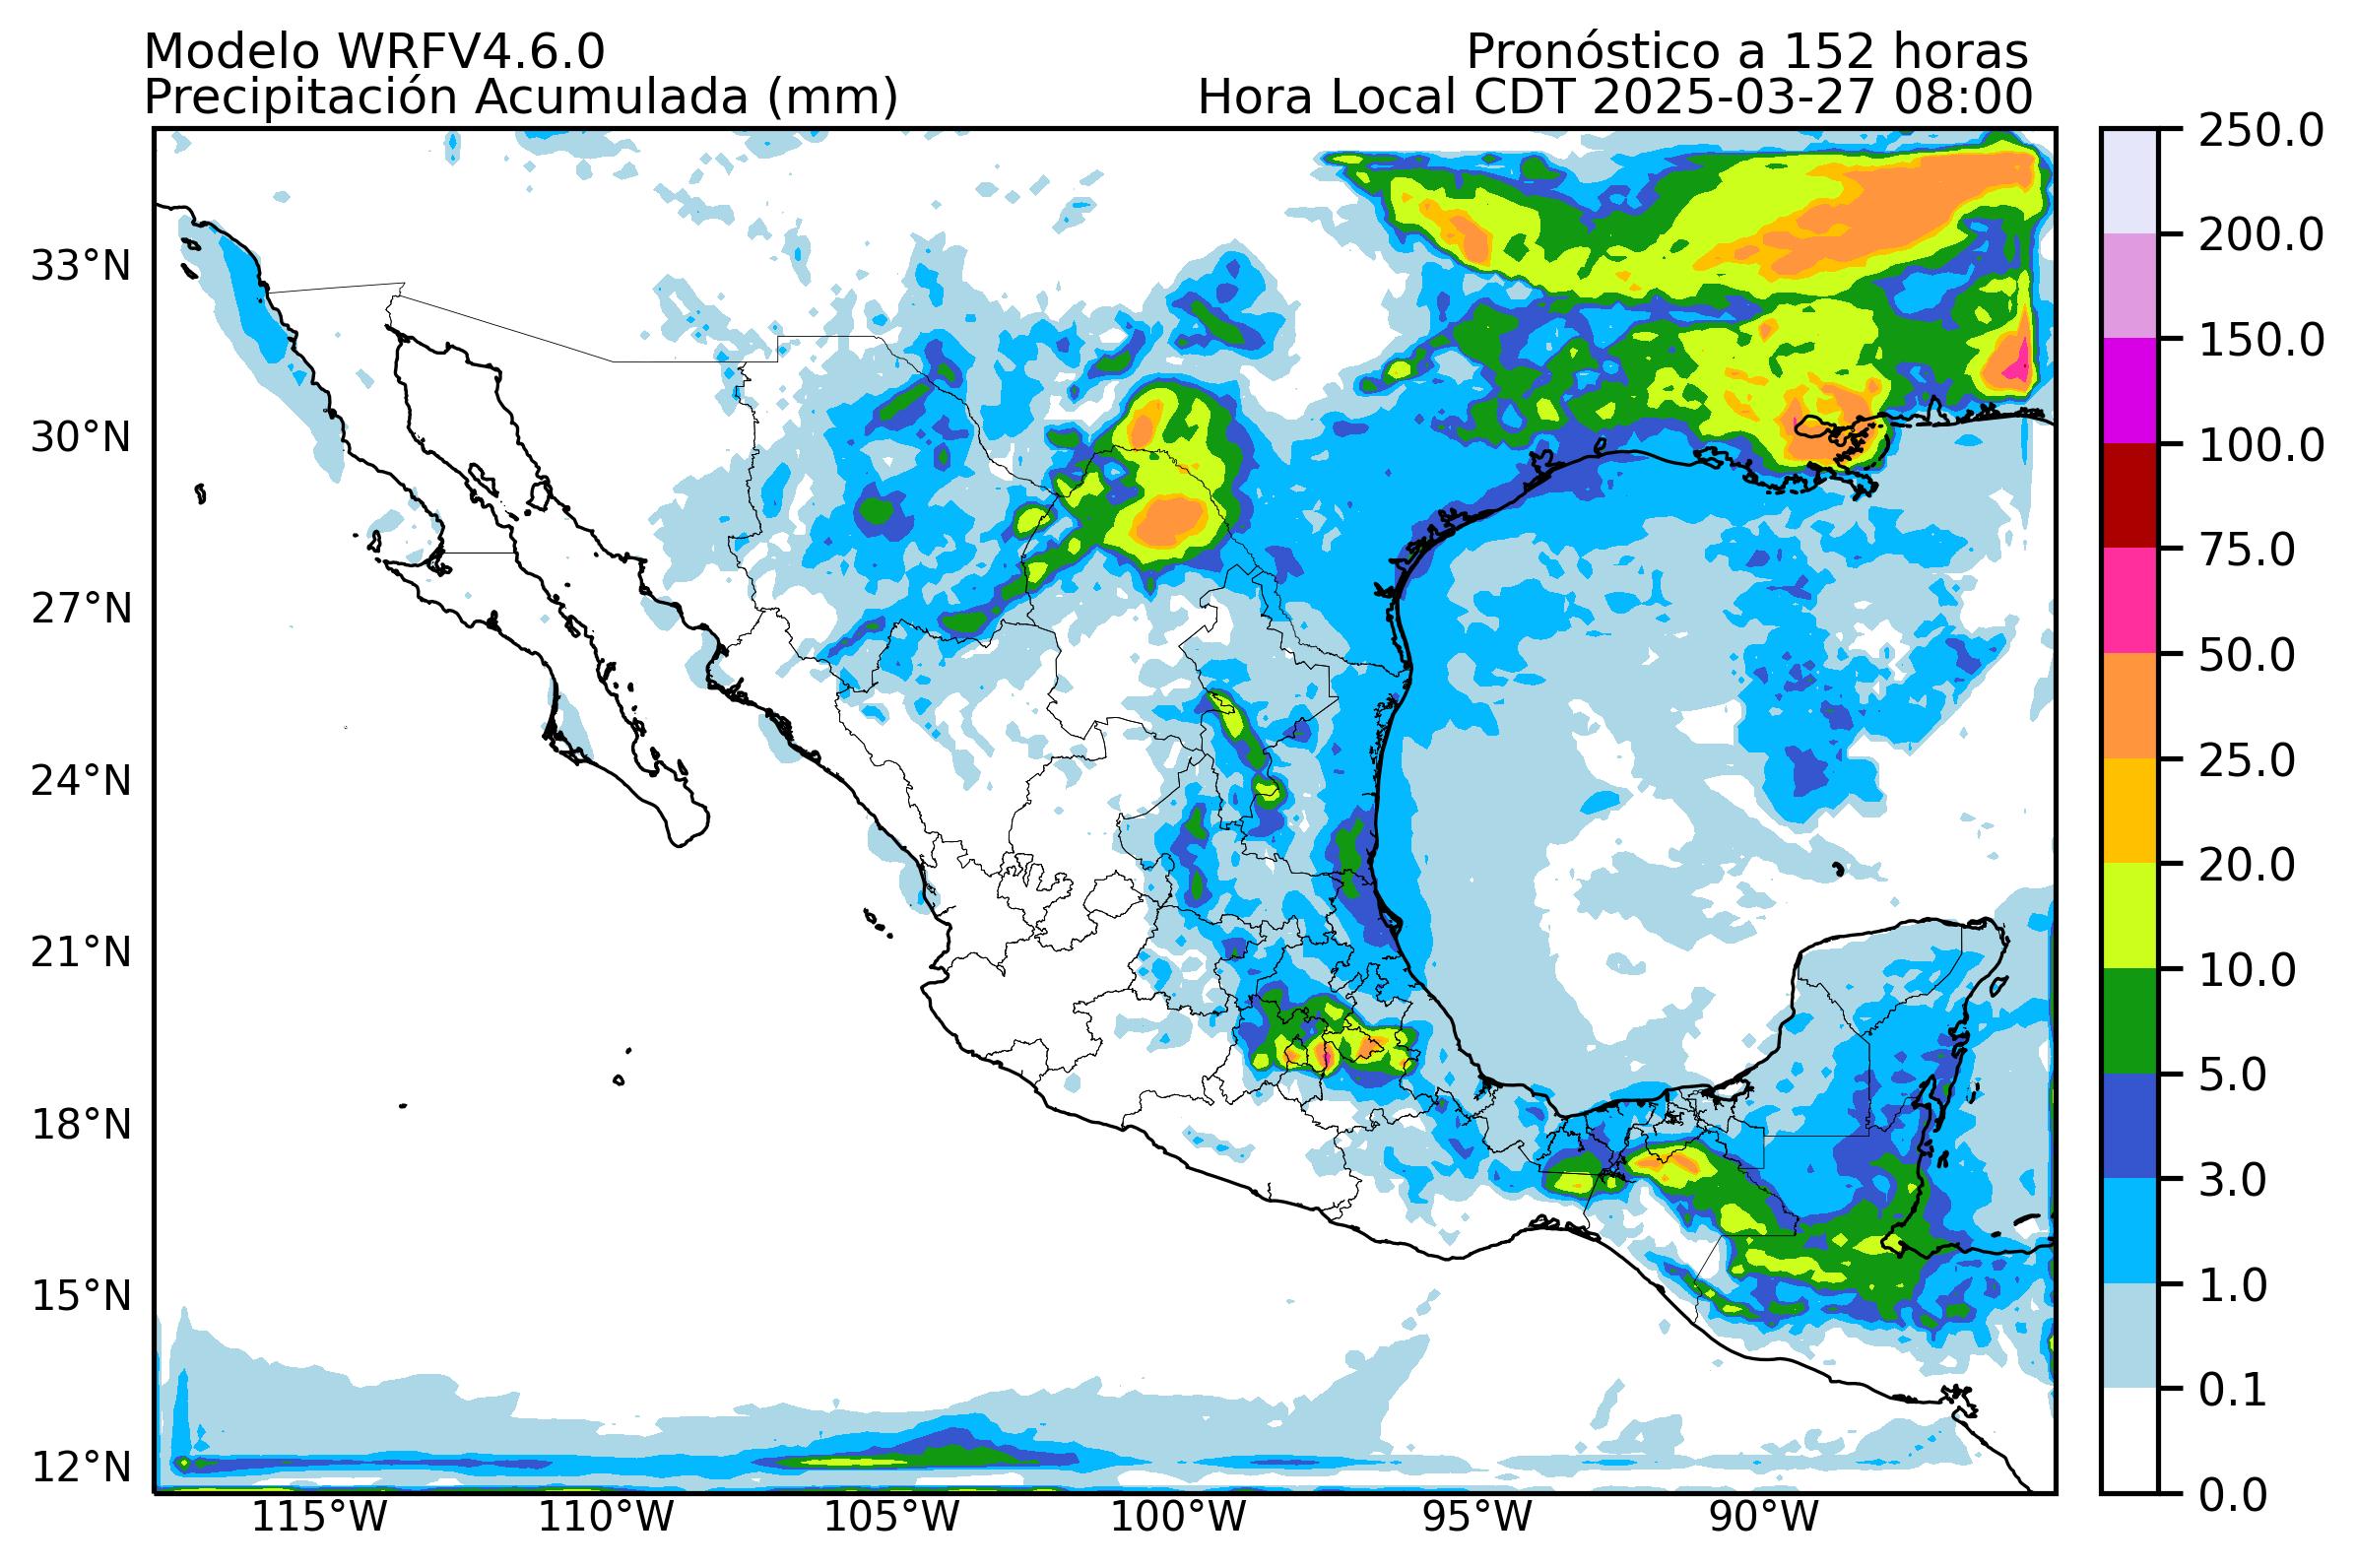 Modelo WRFV4.6.0
Pronóstico a 152 horas
Precipitación Acumulada (mm)
Hora Local CDT 2025-03-27 08:00
33°N
30°N
27°N
24°N
21°N
18°N
15°N
12°N
115°W
110°W
105°W
100°W
95°W
90°W
250.0
200.0
150.0
100.0
75.0
50.0
25.0
20.0
10.0
5.0
3.0
1.0
0.1
0.0